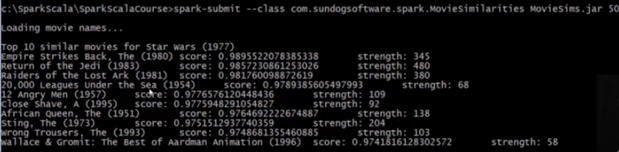 c:\SparkScala\SparkScalaCourse>spark-submit --class com.sundogsoftware.spark.MovieSimilarities MovieSims.jar 50
Loading movie names...
Top 10 similar movies for Star Wars (1977)
Empire Strikes Back, The (1980) score: 0.9895522078385338 strength: 345
Return of the Jedi (1983) score: 0.9857230861253026 strength: 480
Raiders of the Lost Ark (1981) score: 0.981760098872619 strength: 380
20,000 Leagues Under the Sea (1954) score: 0.9789385605497993 strength: 68
12 Angry Men (1957) score: 0.9776576120448436 strength: 109
Close Shave, A (1995) score: 0.9775948291054827 strength: 92
African Queen, The (1951) score: 0.9764692222674887 strength: 138
Sting, The (1973) score: 0.9751512937740359 strength: 204
Wrong Trousers, The (1993) score: 0.9748681355460885 strength: 103
Wallace & Gromit: The Best of Aardman Animation (1996) score: 0.9741816128302572 strength: 58